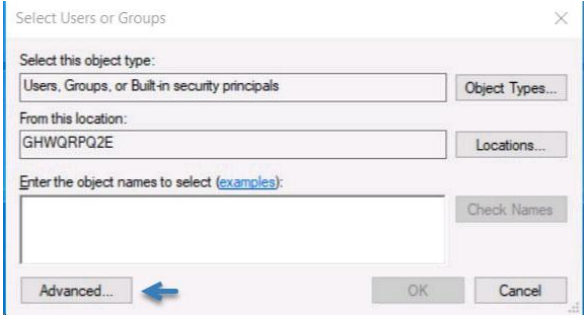 Select Users or Groups
Select this object type:
Users, Groups, or Built-in security principals
Object Types...
From this location:
GHWQRPQ2E
Locations...
Enter the object names to select (examples):
Check Names
Advanced...
OK
Cancel